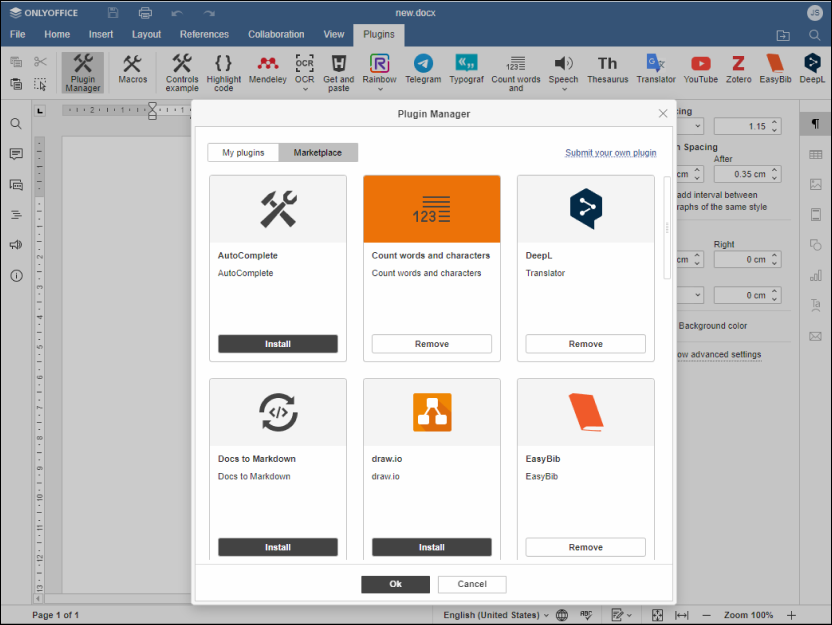 ONLYOFFICE
new.docx
JS
File Home Insert Layout References Collaboration View Plugins
Plugin Manager
Macros
Controls example
Highlight code
Mendeley
OCR
OCR
Get and paste
Rainbow
Telegram
Typograf
123
Count words and
Speech
Th
Thesaurus
Translator
YouTube
Zotero
EasyBib
DeepL
Plugin Manager
My plugins Marketplace Submit your own plugin
123
AutoComplete
AutoComplete
Install
Count words and characters
Count words and characters
Remove
DeepL
Translator
Remove
Docs to Markdown
Docs to Markdown
Install
draw.io
draw.io
Install
EasyBib
EasyBib
Remove
Ok Cancel
1.15
Spacing
After
cm 0.35 cm
add interval between
raphs of the same style
Right
cm 0 cm
0 cm
Background color
ow advanced settings
Page 1 of 1
English (United States)
ABC
Zoom 100%